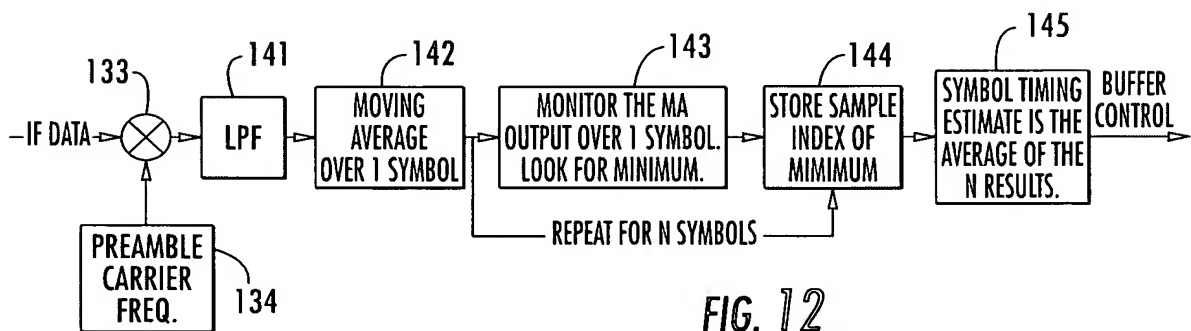 133
141
142
143
144
145
IF DATA
LPF
MOVING
AVERAGE
OVER 1 SYMBOL
MONITOR THE MA
OUTPUT OVER 1 SYMBOL.
LOOK FOR MINIMUM.
STORE SAMPLE
INDEX OF
MIMIMUM
SYMBOL TIMING
ESTIMATE IS THE
AVERAGE OF THE
N RESULTS.
BUFFER
CONTROL
REPEAT FOR N SYMBOLS
PREAMBLE
CARRIER
FREQ.
134
FIG. 12